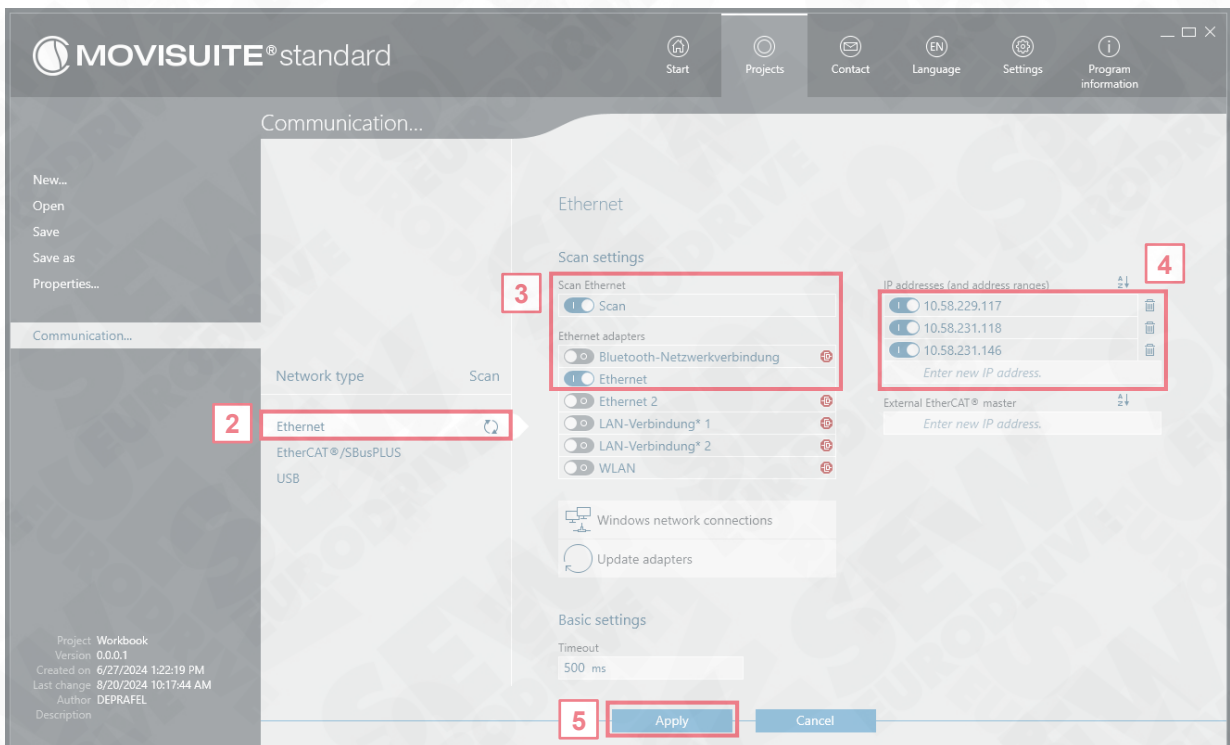 MOVISUITE® standard
Start
Projects
Contact
EN
Language
Settings
Program
information
Communication...
New...
Open
Save
Save as
Properties...
Communication...
Network type Scan
2
Ethernet
EtherCAT®/SBusPLUS
USB
Ethernet
Scan settings
3
Scan Ethernet
Scan
Ethernet adapters
Bluetooth-Netzwerkverbindung
Ethernet
Ethernet 2
LAN-Verbindung* 1
LAN-Verbindung* 2
WLAN
Windows network connections
Update adapters
Basic settings
Timeout
500 ms
4
IP addresses (and address ranges)
10.58.229.117
10.58.231.118
10.58.231.146
Enter new IP address.
External EtherCAT® master
Enter new IP address.
Project Workbook
Version 0.0.0.1
Created on 6/27/2024 1:22:19 PM
Last change 8/20/2024 10:17:44 AM
Author DEPRAFEL
Description
5
Apply
Cancel
SEW
EURODRIVE